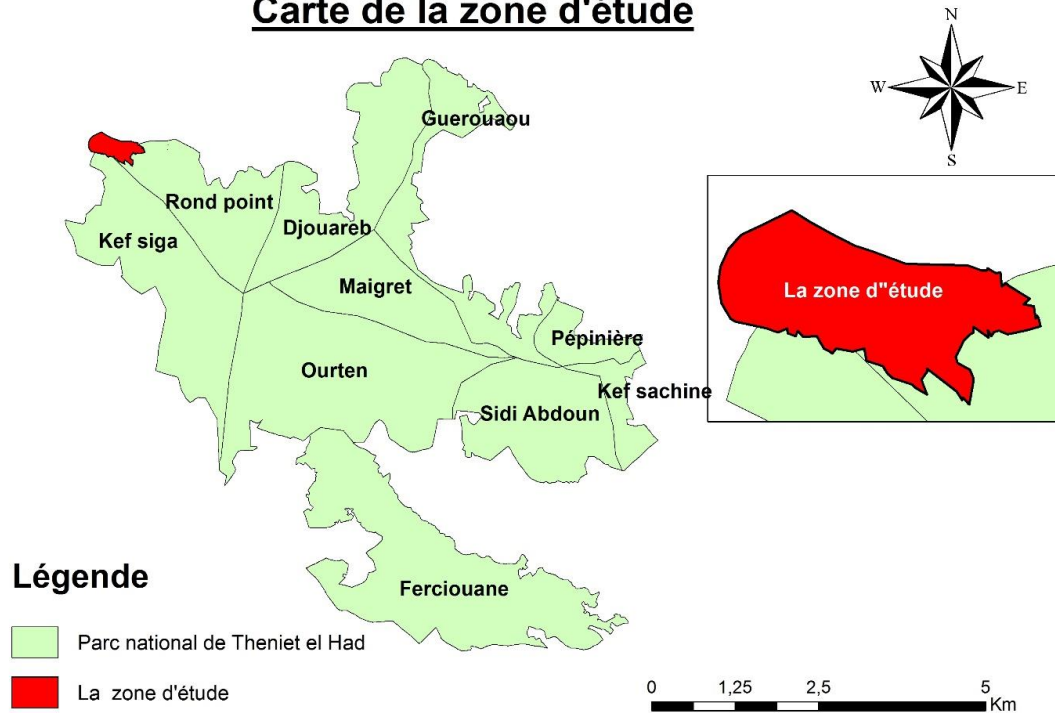 Carte de la zone d'étude
N
W
E
S
Guerouaou
Rond point
Djouareb
Kef siga
Maigret
La zone d"étude
Pépinière
Ourten
Kef sachine
Sidi Abdoun
Ferciouane
Légende
Parc national de Theniet el Had
La zone d'étude
0 1,25 2,5 5
Km